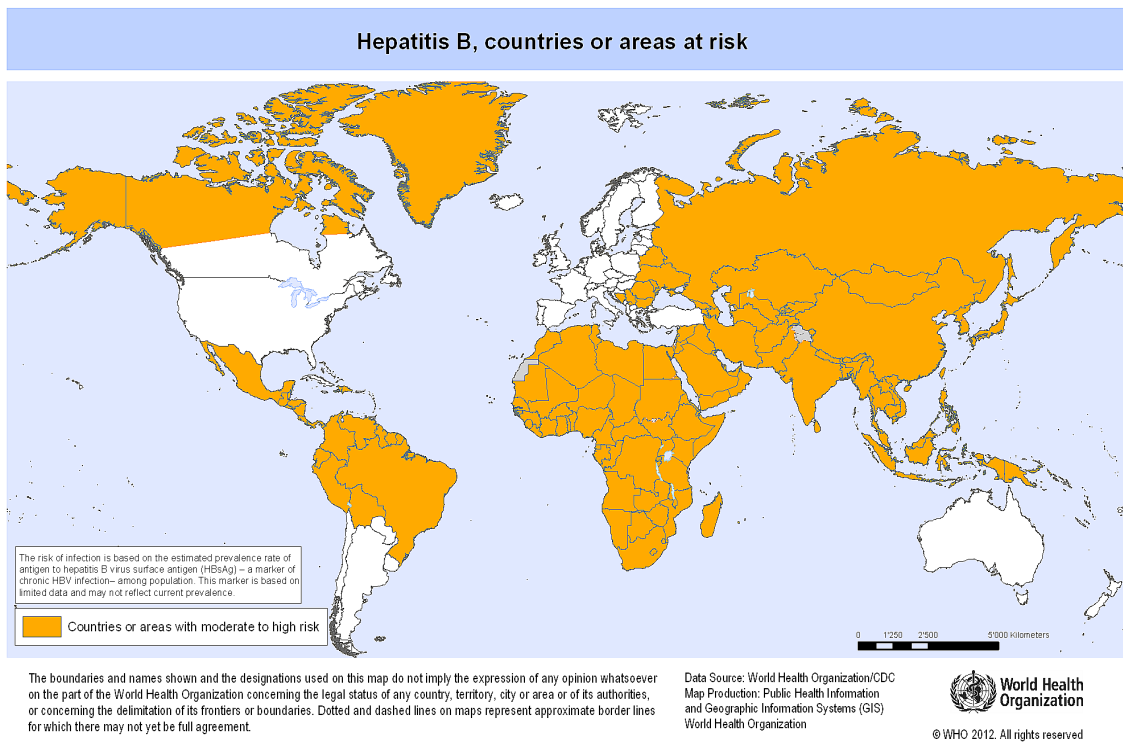 Hepatitis B, countries or areas at risk
The risk of infection is based on the estimated prevalence rate of
antigen to hepatitis B virus surface antigen (HBsAg) – a marker of
chronic HBV infection– among population. This marker is based on
limited data and may not reflect current prevalence.
Countries or areas with moderate to high risk
0 1'250 2'500 5'000 Kilometers
The boundaries and names shown and the designations used on this map do not imply the expression of any opinion whatsoever
on the part of the World Health Organization concerning the legal status of any country, territory, city or area or of its authorities,
or concerning the delimitation of its frontiers or boundaries. Dotted and dashed lines on maps represent approximate border lines
for which there may not yet be full agreement.
Data Source: World Health Organization/CDC
Map Production: Public Health Information
and Geographic Information Systems (GIS)
World Health Organization
World Health
Organization
© WHO 2012. All rights reserved